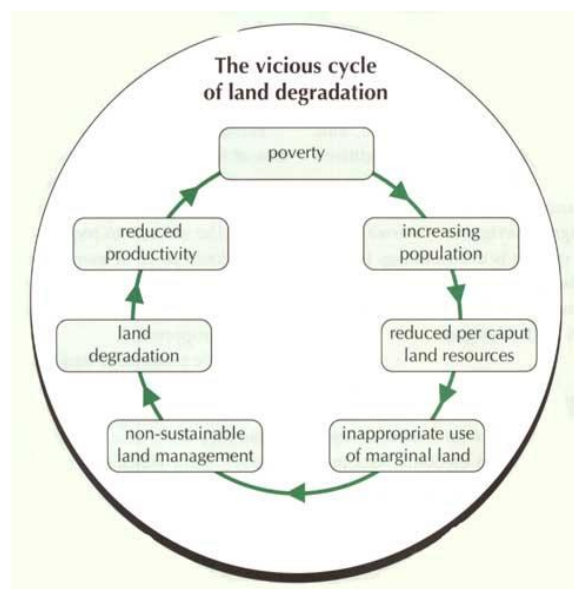 The vicious cycle
of land degradation
poverty
increasing
population
reduced per caput
land resources
inappropriate use
of marginal land
non-sustainable
land management
land
degradation
reduced
productivity